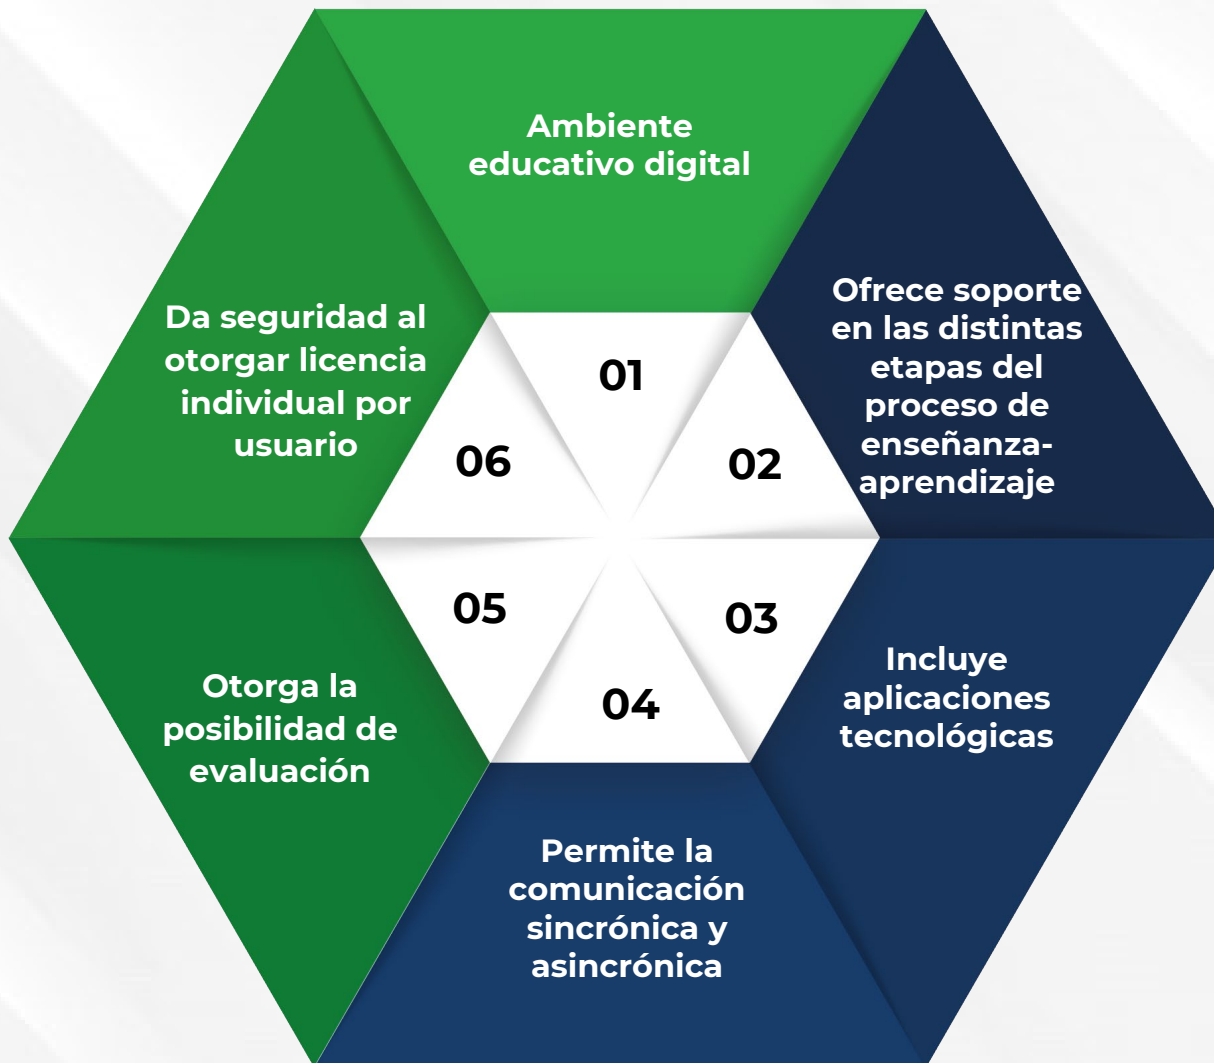 Ambiente
educativo digital
01
Ofrece soporte
en las distintas
etapas del
proceso de
enseñanza-
aprendizaje
02
Incluye
aplicaciones
tecnológicas
03
Permite la
comunicación
sincrónica y
asincrónica
04
Otorga la
posibilidad de
evaluación
05
Da seguridad al
otorgar licencia
individual por
usuario
06